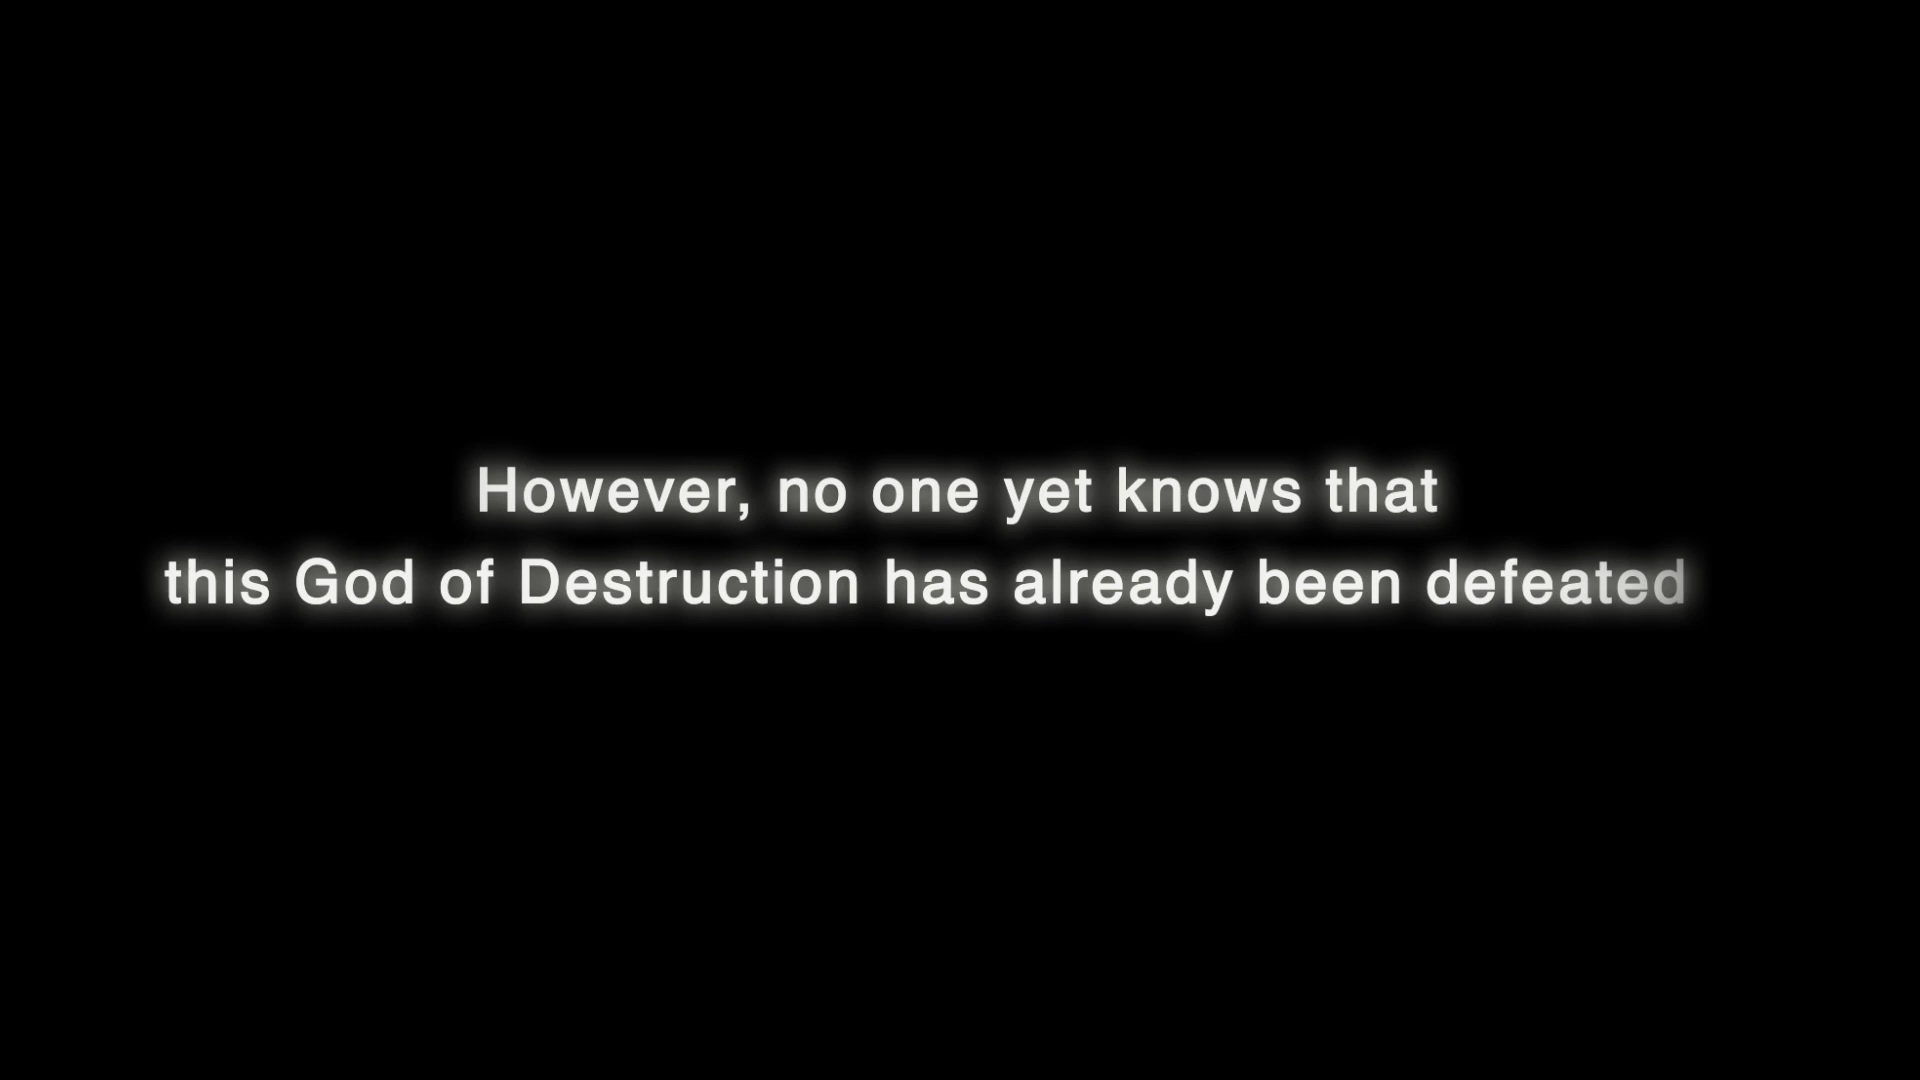 However, no one yet knows that
this God of Destruction has already been defeated